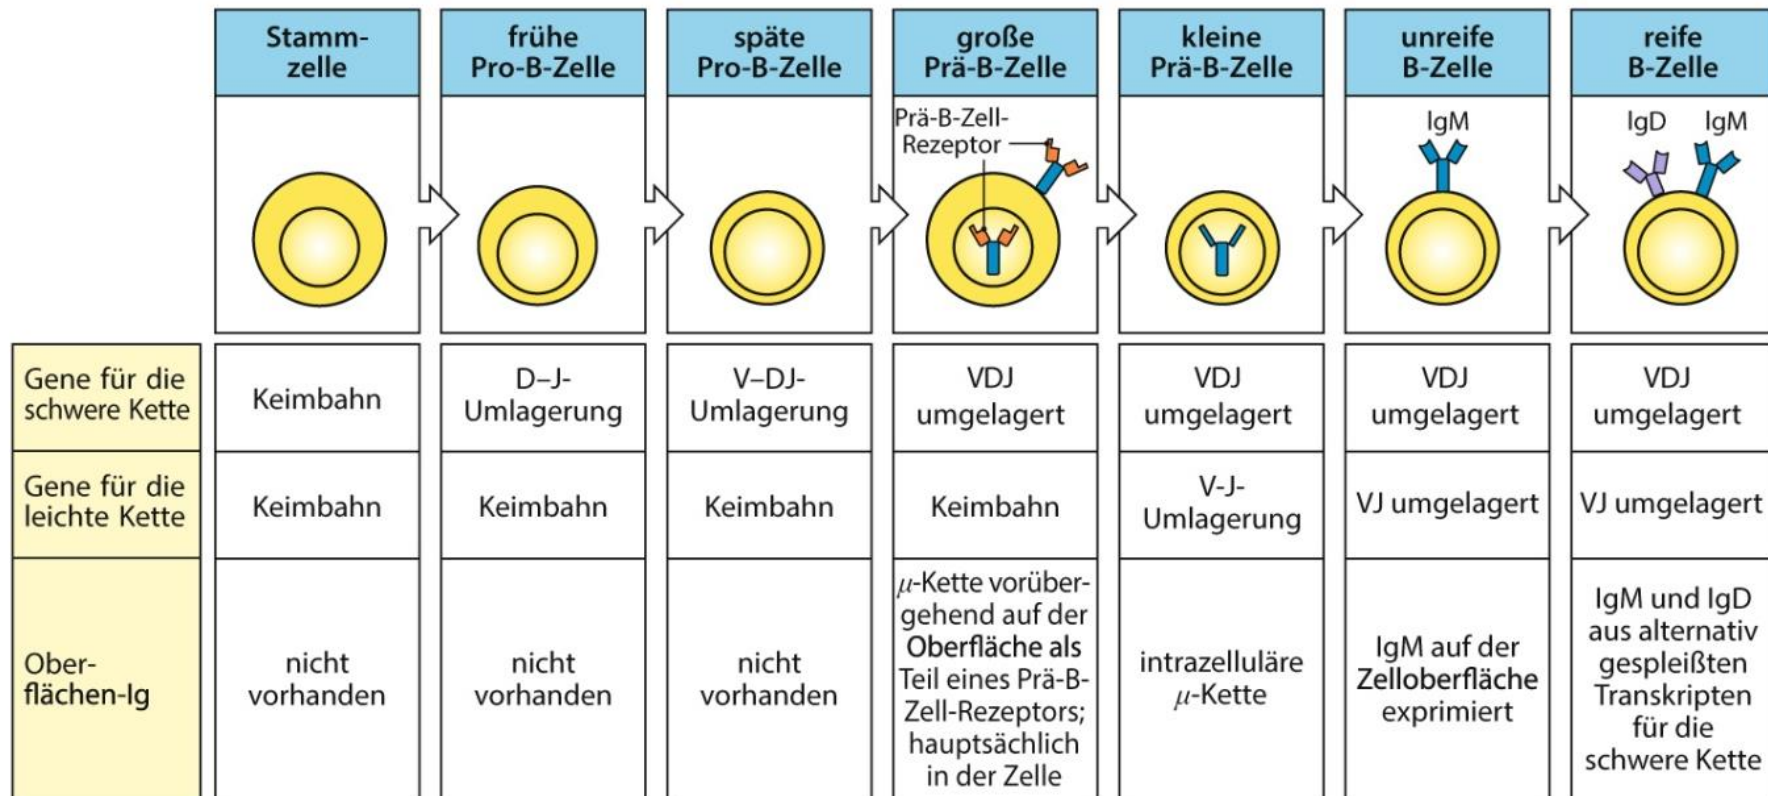 Stamm-
zelle
frühe
Pro-B-Zelle
späte
Pro-B-Zelle
große
Prä-B-Zelle
kleine
Prä-B-Zelle
unreife
B-Zelle
reife
B-Zelle
Prä-B-Zell-
Rezeptor
IgM
IgD
IgM
Gene für die
schwere Kette
Keimbahn
D–J-
Umlagerung
V–DJ-
Umlagerung
VDJ
umgelagert
VDJ
umgelagert
VDJ
umgelagert
VDJ
umgelagert
Gene für die
leichte Kette
Keimbahn
Keimbahn
Keimbahn
Keimbahn
V-J-
Umlagerung
VJ umgelagert
VJ umgelagert
Ober-
flächen-Ig
nicht
vorhanden
nicht
vorhanden
nicht
vorhanden
μ-Kette vorüber-
gehend auf der
Oberfläche als
Teil eines Prä-B-
Zell-Rezeptors;
hauptsächlich
in der Zelle
intrazelluläre
μ-Kette
IgM auf der
Zelloberfläche
exprimiert
IgM und IgD
aus alternativ
gespleißten
Transkripten
für die
schwere Kette